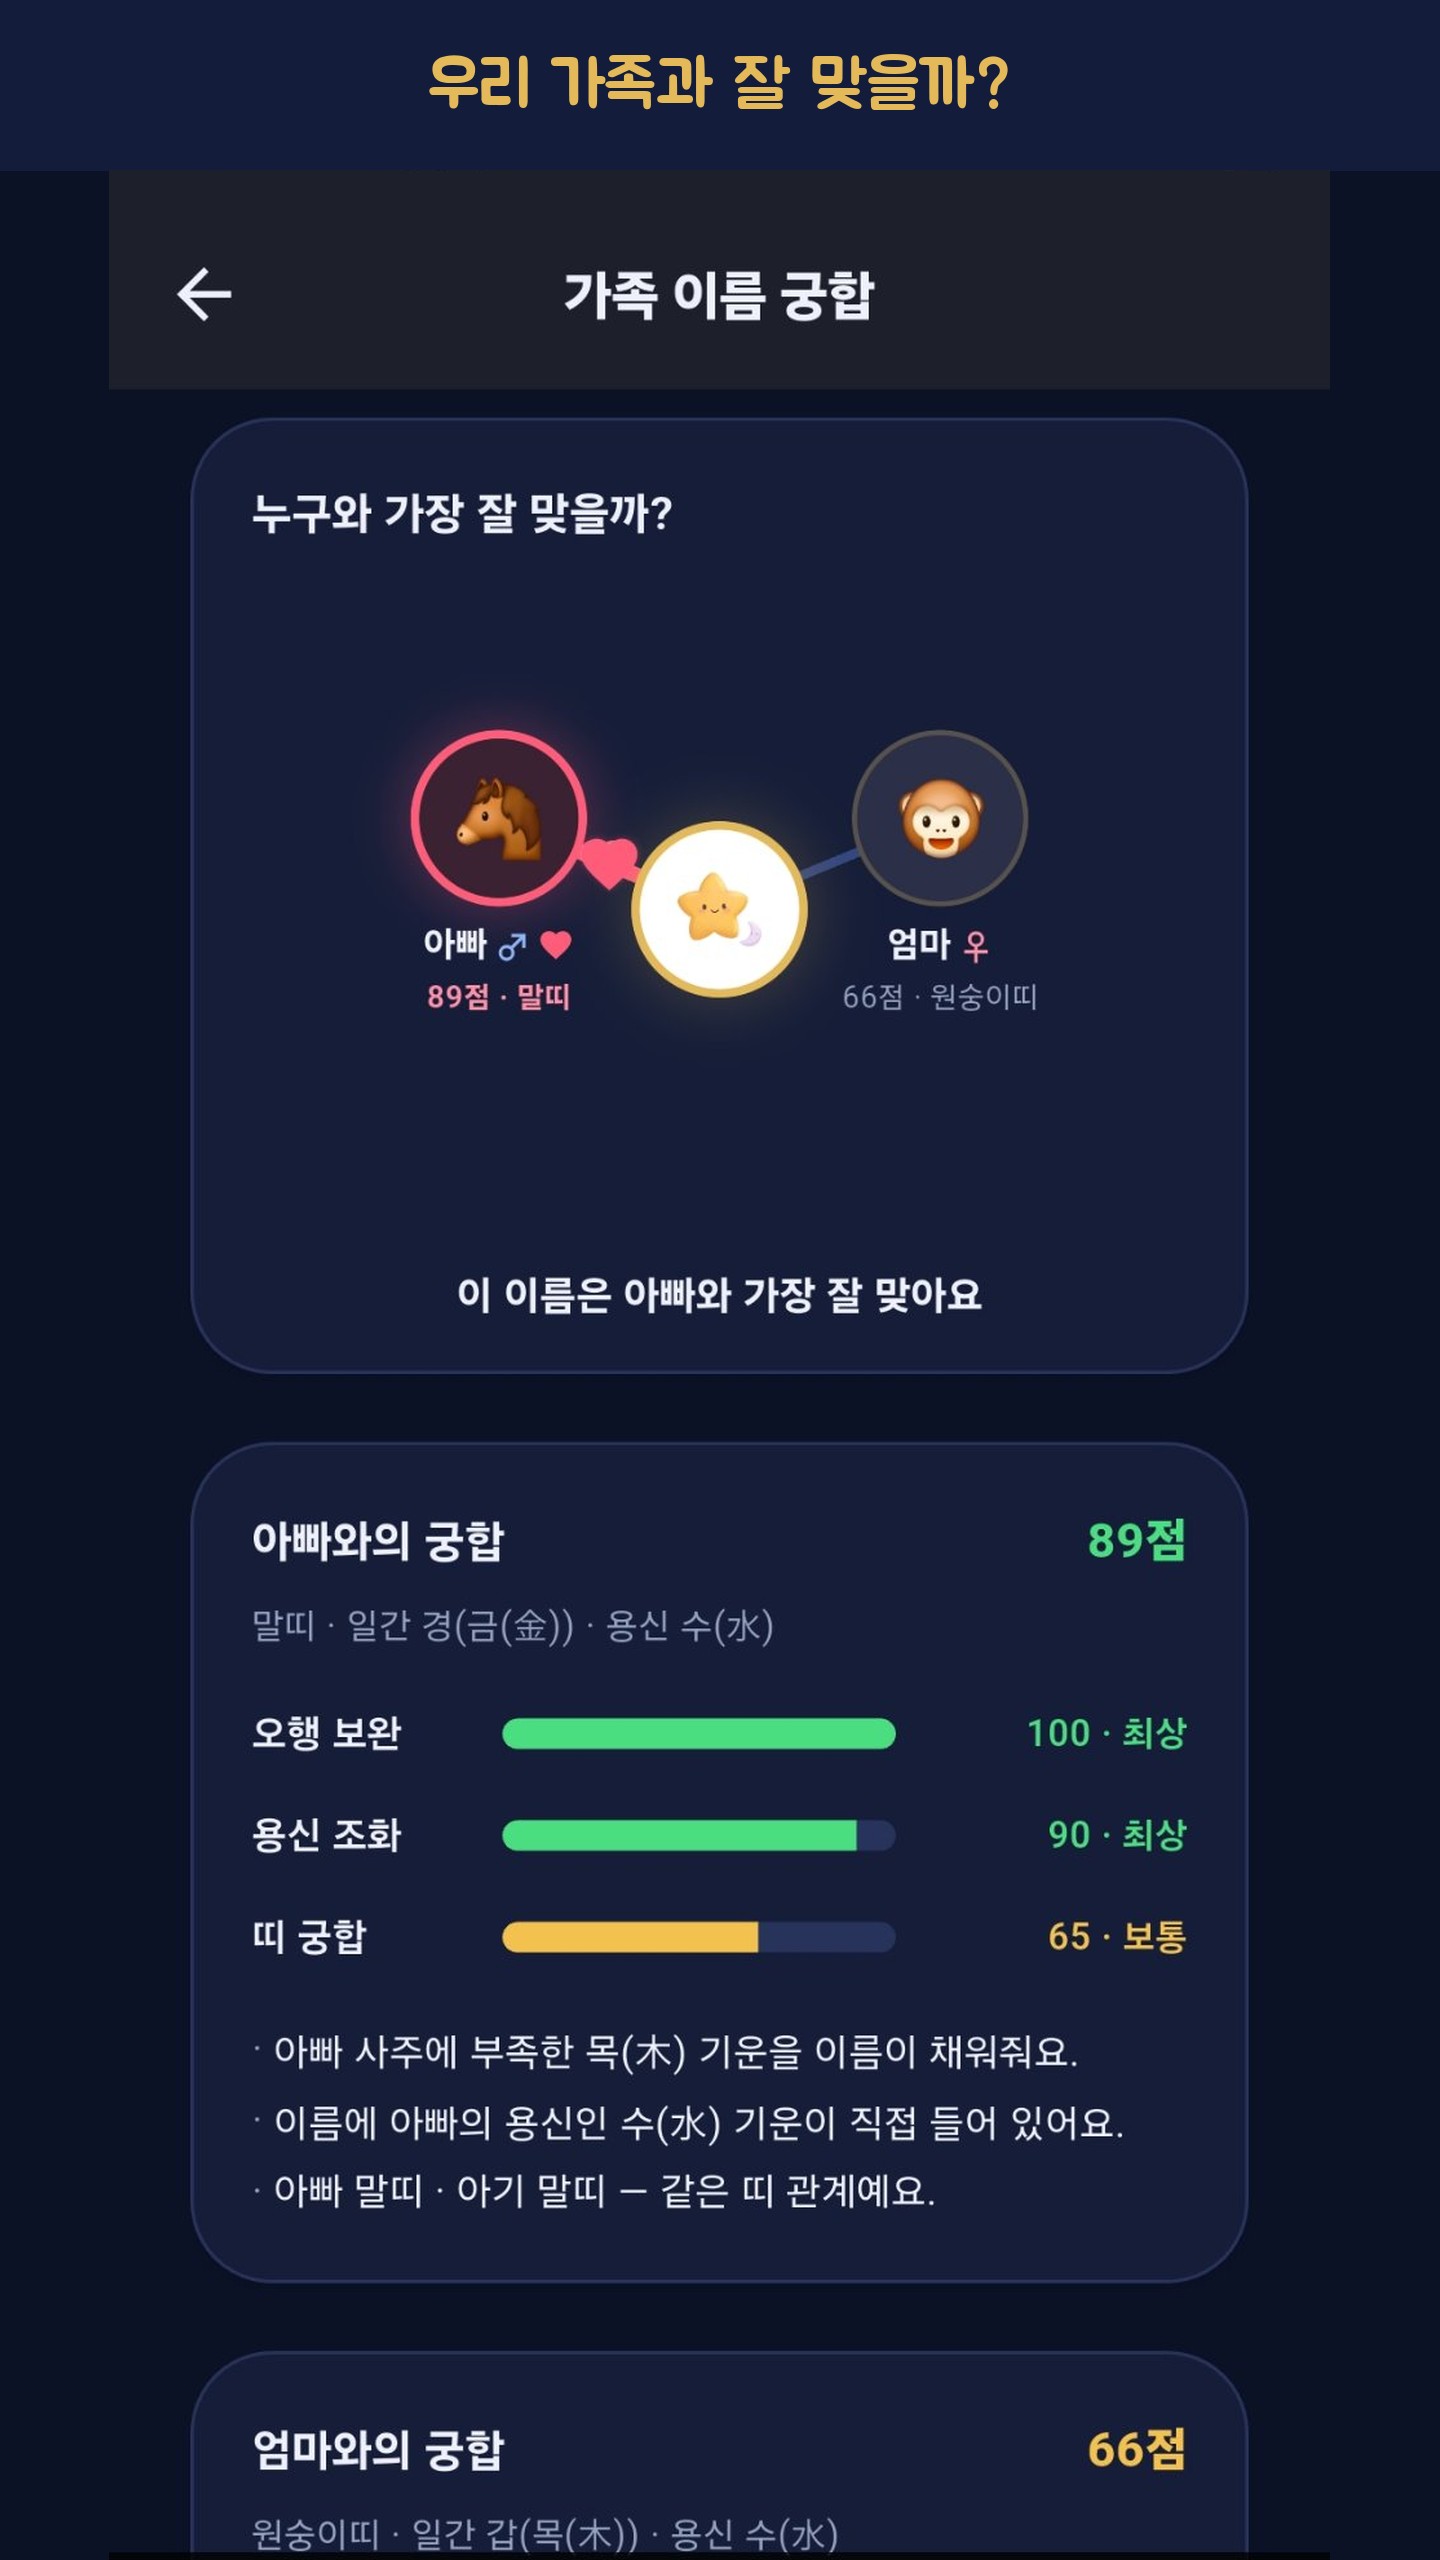 우리 가족과 잘 맞을까?
가족 이름 궁합
누구와 가장 잘 맞을까?
아빠 ♂ ❤
89점 · 말띠
엄마 ♀
66점 · 원숭이띠
이 이름은 아빠와 가장 잘 맞아요
아빠와의 궁합 89점
말띠 · 일간 경(금(金)) · 용신 수(水)
오행 보완 100 · 최상
용신 조화 90 · 최상
띠 궁합 65 · 보통
· 아빠 사주에 부족한 목(木) 기운을 이름이 채워줘요.
· 이름에 아빠의 용신인 수(水) 기운이 직접 들어 있어요.
· 아빠 말띠 · 아기 말띠 — 같은 띠 관계예요.
엄마와의 궁합 66점
원숭이띠 · 일간 갑(목(木)) · 용신 수(水)